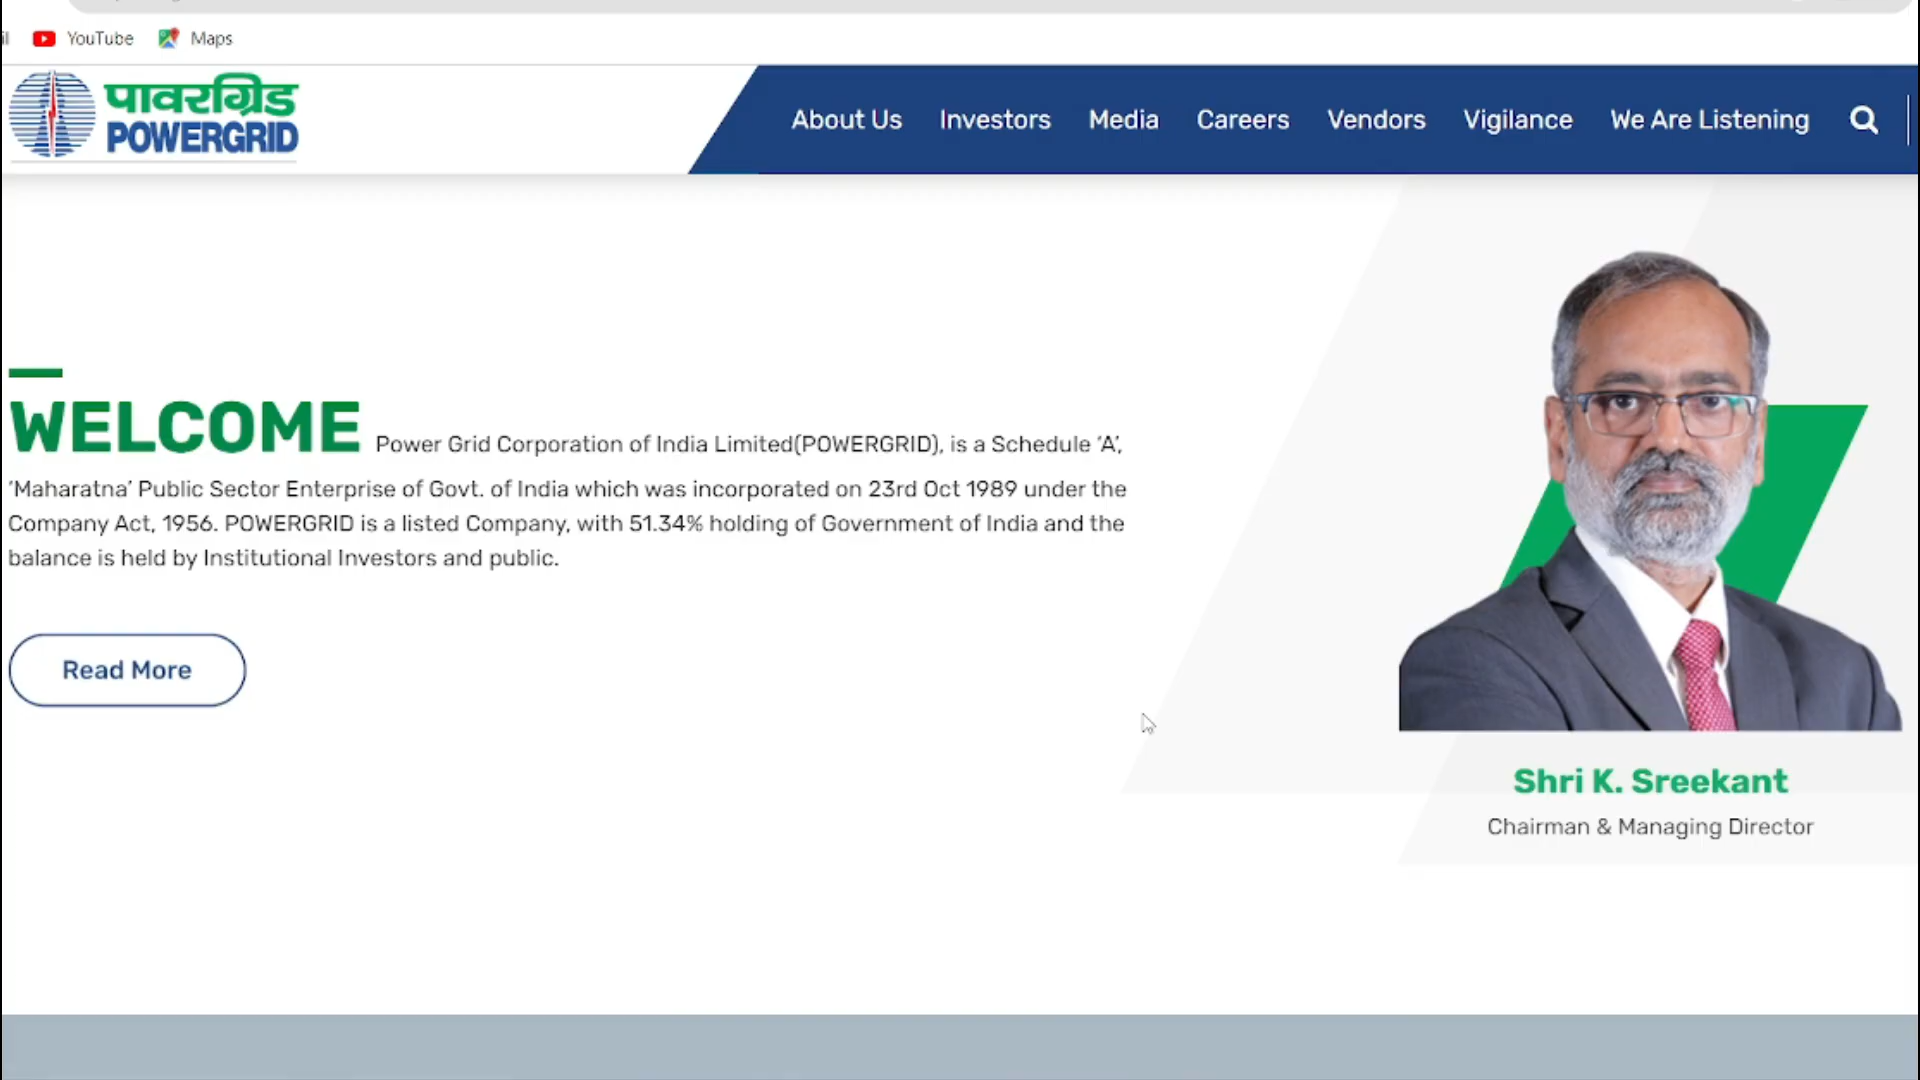 YouTube Maps
पावरग्रिड
POWERGRID
About Us Investors Media Careers Vendors Vigilance We Are Listening
WELCOME Power Grid Corporation of India Limited(POWERGRID), is a Schedule ‘A’,
‘Maharatna’ Public Sector Enterprise of Govt. of India which was incorporated on 23rd Oct 1989 under the
Company Act, 1956. POWERGRID is a listed Company, with 51.34% holding of Government of India and the
balance is held by Institutional Investors and public.
Read More
Shri K. Sreekant
Chairman & Managing Director